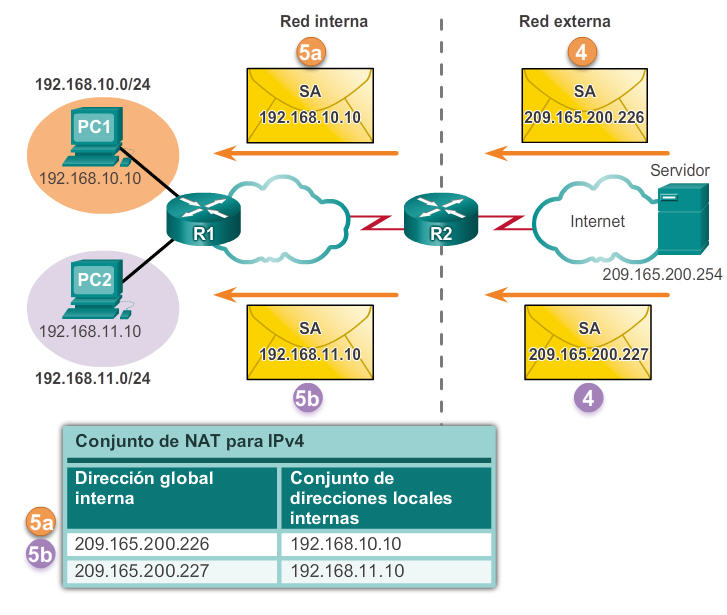 Red interna
Red externa
5a
4
192.168.10.0/24
SA
192.168.10.10
SA
209.165.200.226
PC1
192.168.10.10
Servidor
R1
R2
Internet
209.165.200.254
PC2
192.168.11.10
192.168.11.0/24
SA
192.168.11.10
SA
209.165.200.227
5b
4
Conjunto de NAT para IPv4
Dirección global
interna
Conjunto de
direcciones locales
internas
5a
209.165.200.226
192.168.10.10
5b
209.165.200.227
192.168.11.10